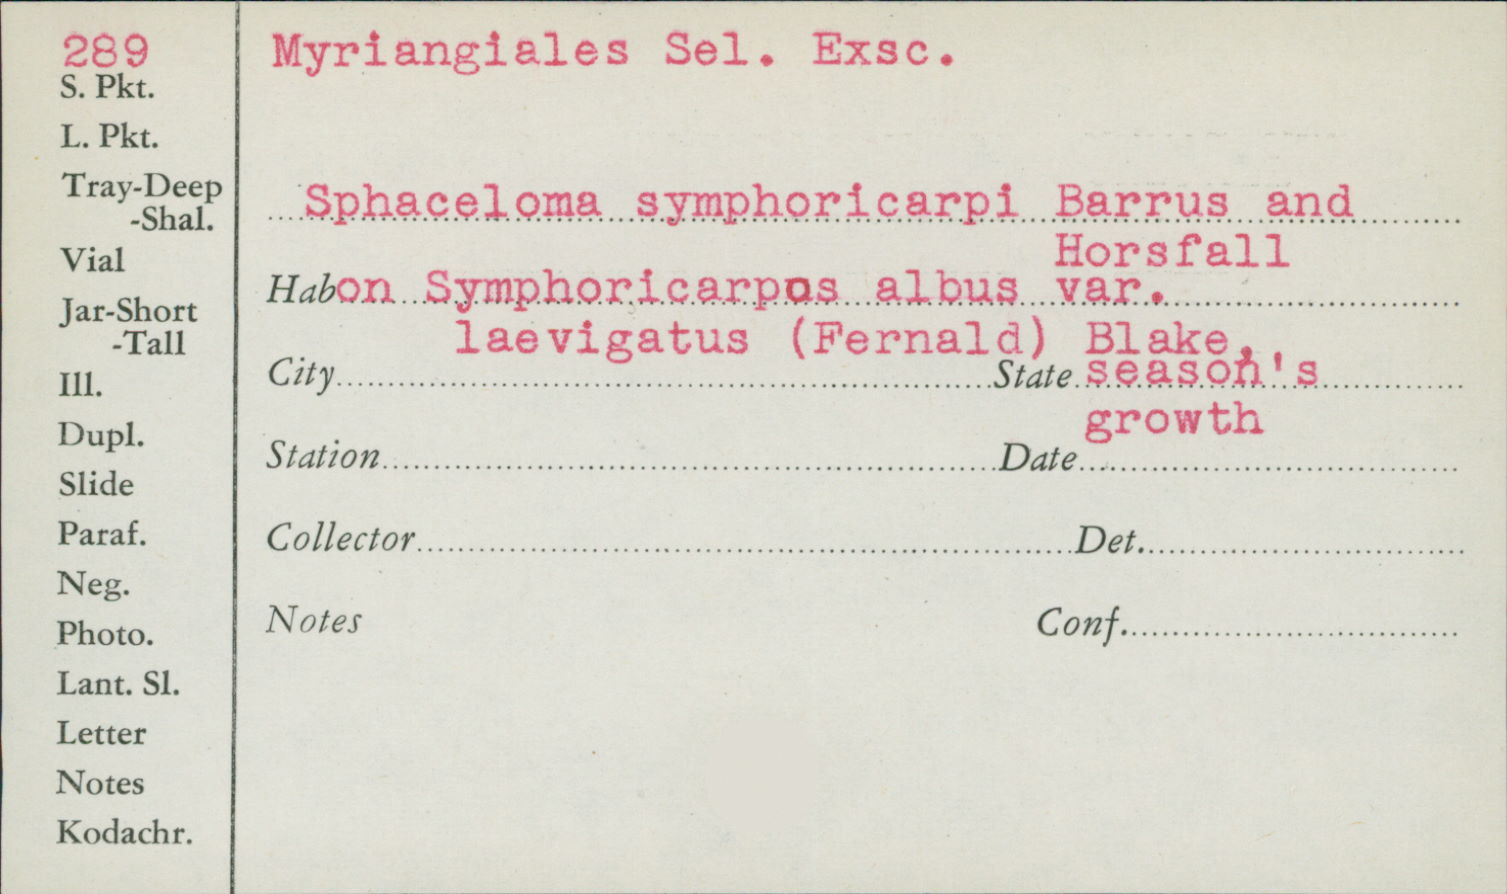 289
S. Pkt.
L. Pkt.
Tray-Deep
-Shal.
Vial
Jar-Short
-Tall
Ill.
Dupl.
Slide
Paraf.
Neg.
Photo.
Lant. Sl.
Letter
Notes
Kodachr.
Myriangiales Sel. Exsc.
Sphaceloma symphoricarpi Barrus and
Horsfall
Hab on Symphoricarpos albus var.
laevigatus (Fernald) Blake,
City State season's
growth
Station Date
Collector Det.
Notes Conf.